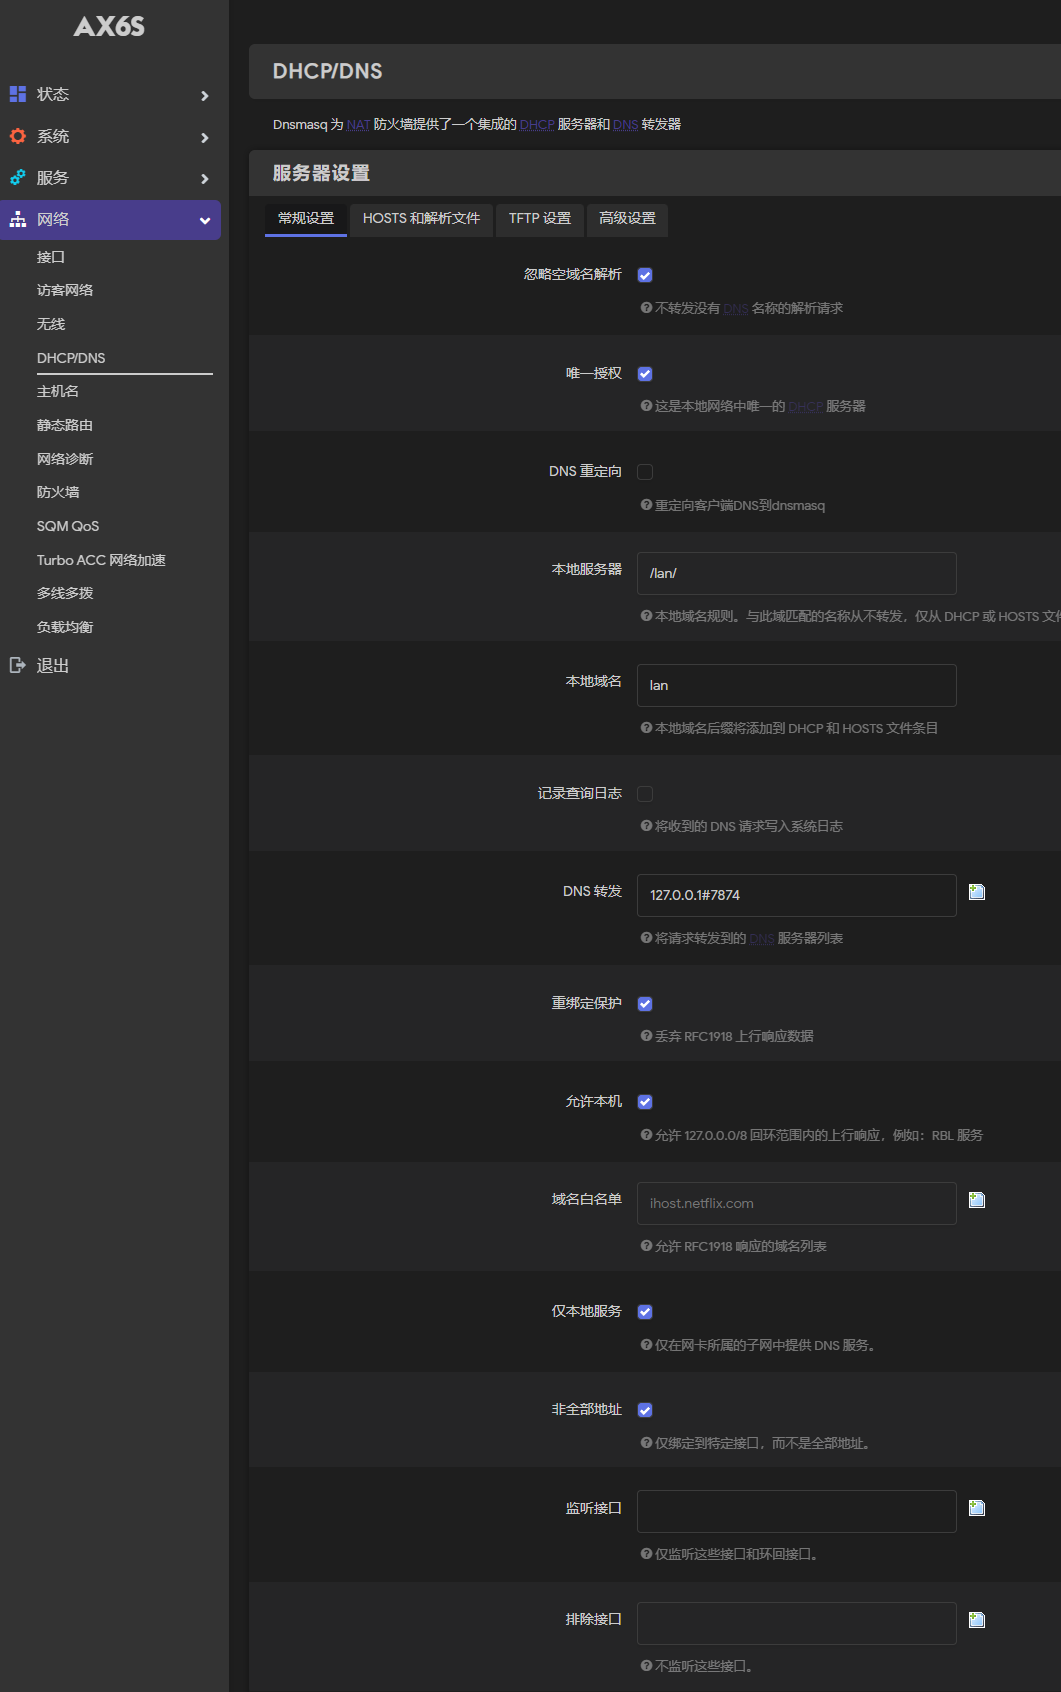 AX6S
状态
系统
服务
网络
接口
访客网络
无线
DHCP/DNS
主机名
静态路由
网络诊断
防火墙
SQM QoS
Turbo ACC 网络加速
多线多拨
负载均衡
退出
DHCP/DNS
Dnsmasq 为 NAT 防火墙提供了一个集成的 DHCP 服务器和 DNS 转发器
服务器设置
常规设置 HOSTS 和解析文件 TFTP 设置 高级设置
忽略空域名解析
不转发没有 DNS 名称的解析请求
唯一授权
这是本地网络中唯一的 DHCP 服务器
DNS 重定向
重定向客户端DNS到dnsmasq
本地服务器 /lan/
本地域名规则。与此域匹配的名称从不转发，仅从 DHCP 或 HOSTS 文件
本地域名 lan
本地域名后缀将添加到 DHCP 和 HOSTS 文件条目
记录查询日志
将收到的 DNS 请求写入系统日志
DNS 转发 127.0.0.1#7874
将请求转发到的 DNS 服务器列表
重绑定保护
丢弃 RFC1918 上行响应数据
允许本机
允许 127.0.0.0/8 回环范围内的上行响应，例如：RBL 服务
域名白名单 ihost.netflix.com
允许 RFC1918 响应的域名列表
仅本地服务
仅在网卡所属的子网中提供 DNS 服务。
非全部地址
仅绑定到特定接口，而不是全部地址。
监听接口
仅监听这些接口和环回接口。
排除接口
不监听这些接口。